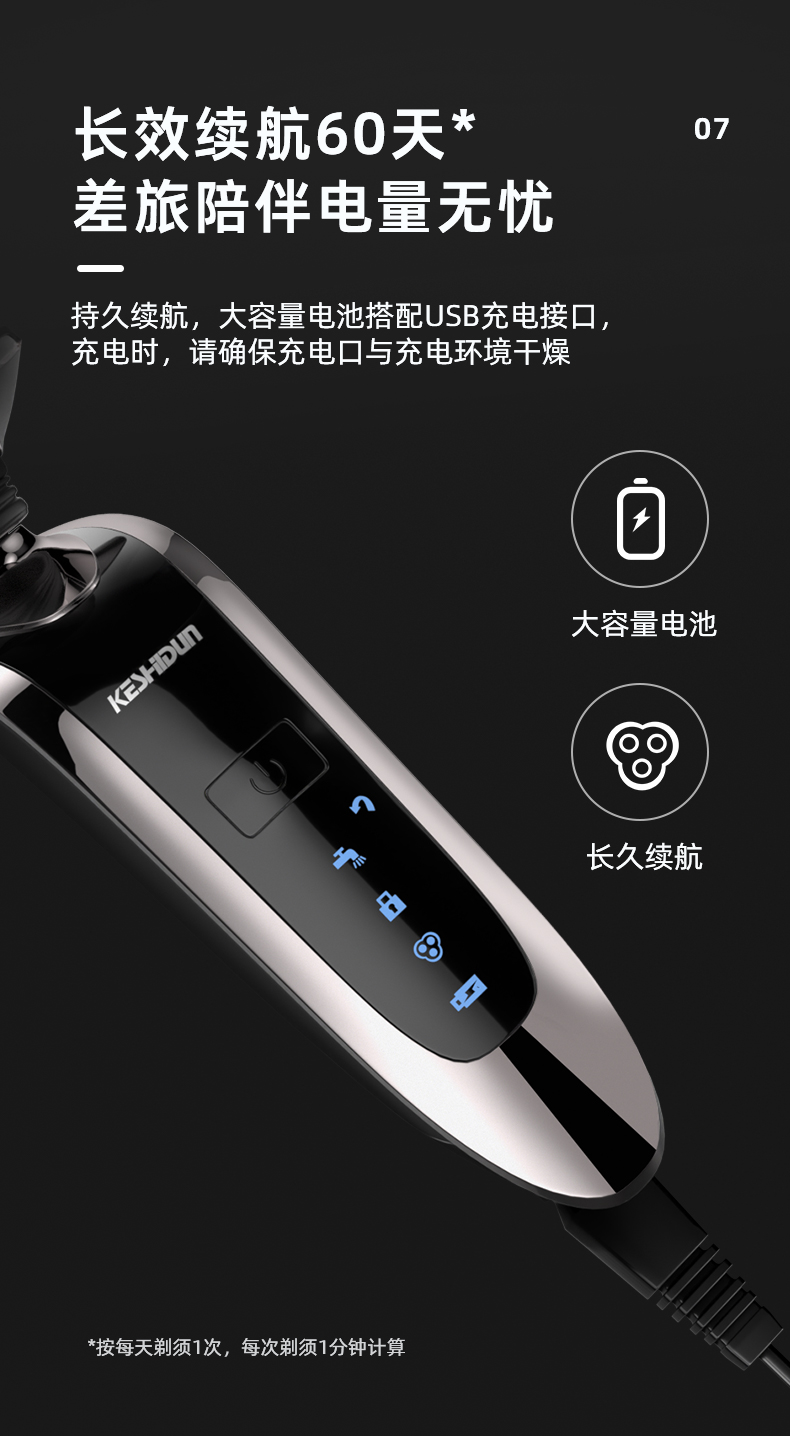 长效续航60天*
07
差旅陪伴电量无忧
持久续航，大容量电池搭配USB充电接口，
充电时，请确保充电口与充电环境干燥
大容量电池
KESHIDUN
长久续航
*按每天剃须1次，每次剃须1分钟计算